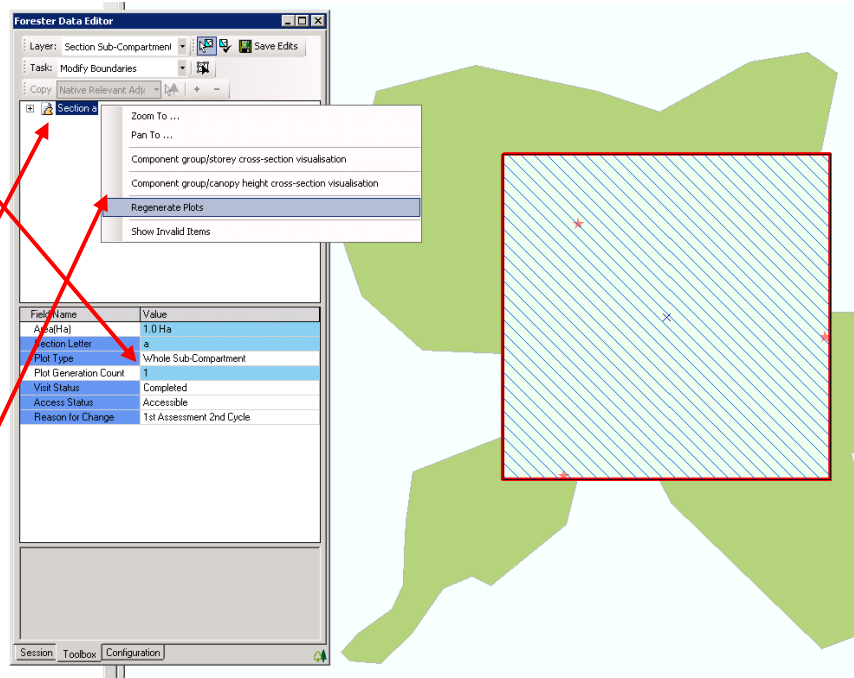 Forester Data Editor
Layer: Section Sub-Compartment Save Edits
Task: Modify Boundaries
Copy Native Relevant Adj
Section a
Zoom To ...
Pan To ...
Component group/storey cross-section visualisation
Component group/canopy height cross-section visualisation
Regenerate Plots
Show Invalid Items
Field Name Value
Area(Ha) 1.0 Ha
Section Letter a
Plot Type Whole Sub-Compartment
Plot Generation Count 1
Visit Status Completed
Access Status Accessible
Reason for Change 1st Assessment 2nd Cycle
Session Toolbox Configuration